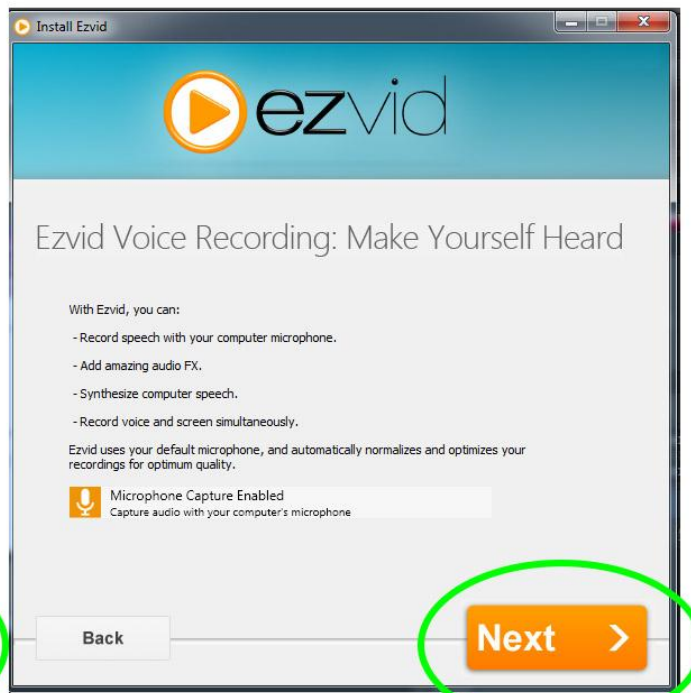 Install Ezvid
ezvid
Ezvid Voice Recording: Make Yourself Heard
With Ezvid, you can:
- Record speech with your computer microphone.
- Add amazing audio FX.
- Synthesize computer speech.
- Record voice and screen simultaneously.
Ezvid uses your default microphone, and automatically normalizes and optimizes your
recordings for optimum quality.
Microphone Capture Enabled
Capture audio with your computer's microphone
Back
Next